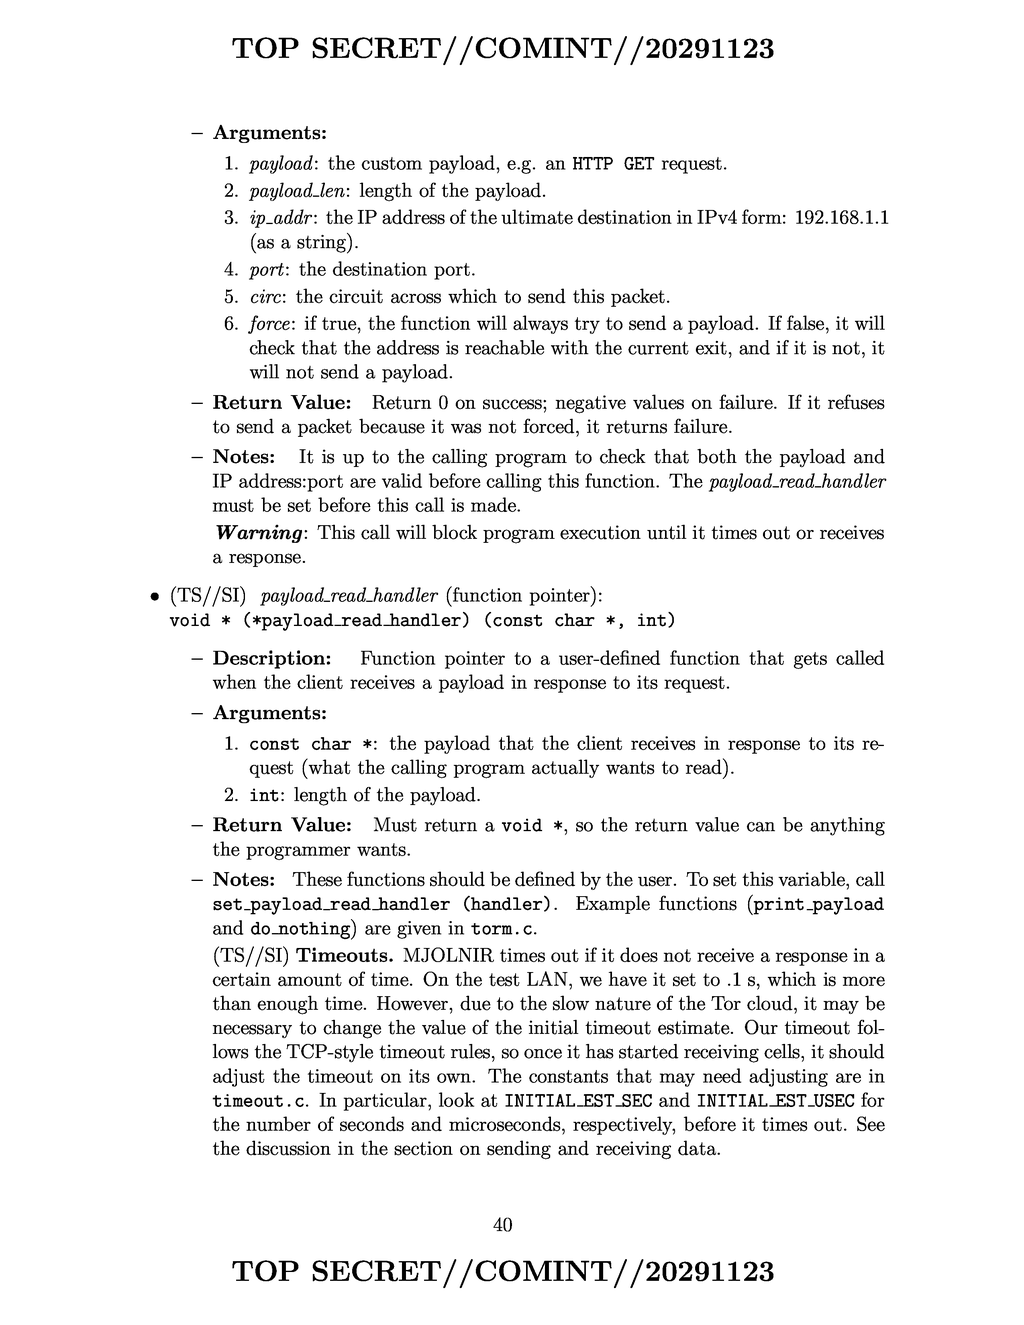 TOP SECRET//COMINT//20291123
– Arguments:
1. payload: the custom payload, e.g. an HTTP GET request.
2. payload_len: length of the payload.
3. ip_addr: the IP address of the ultimate destination in IPv4 form: 192.168.1.1
(as a string).
4. port: the destination port.
5. circ: the circuit across which to send this packet.
6. force: if true, the function will always try to send a payload. If false, it will
check that the address is reachable with the current exit, and if it is not, it
will not send a payload.
– Return Value: Return 0 on success; negative values on failure. If it refuses
to send a packet because it was not forced, it returns failure.
– Notes: It is up to the calling program to check that both the payload and
IP address:port are valid before calling this function. The payload_read_handler
must be set before this call is made.
Warning: This call will block program execution until it times out or receives
a response.
• (TS//SI) payload_read_handler (function pointer):
void * (*payload_read_handler) (const char *, int)
– Description: Function pointer to a user-defined function that gets called
when the client receives a payload in response to its request.
– Arguments:
1. const char *: the payload that the client receives in response to its re-
quest (what the calling program actually wants to read).
2. int: length of the payload.
– Return Value: Must return a void *, so the return value can be anything
the programmer wants.
– Notes: These functions should be defined by the user. To set this variable, call
set_payload_read_handler (handler). Example functions (print_payload
and do_nothing) are given in torm.c.
(TS//SI) Timeouts. MJOLNIR times out if it does not receive a response in a
certain amount of time. On the test LAN, we have it set to .1 s, which is more
than enough time. However, due to the slow nature of the Tor cloud, it may be
necessary to change the value of the initial timeout estimate. Our timeout fol-
lows the TCP-style timeout rules, so once it has started receiving cells, it should
adjust the timeout on its own. The constants that may need adjusting are in
timeout.c. In particular, look at INITIAL_EST_SEC and INITIAL_EST_USEC for
the number of seconds and microseconds, respectively, before it times out. See
the discussion in the section on sending and receiving data.
40
TOP SECRET//COMINT//20291123